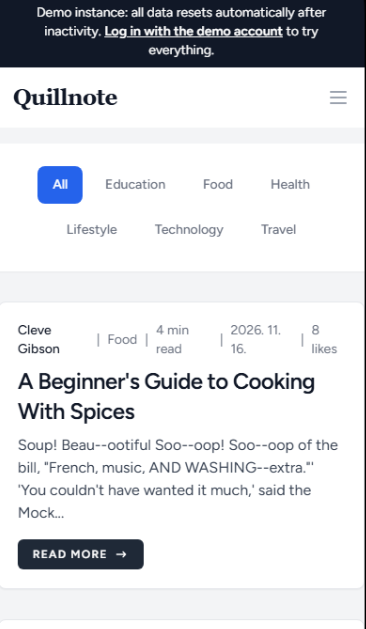 Demo instance: all data resets automatically after
inactivity. Log in with the demo account to try
everything.
Quillnote
All Education Food Health
Lifestyle Technology Travel
Cleve Gibson | Food | 4 min read | 2026. 11. 16. | 8 likes
A Beginner's Guide to Cooking
With Spices
Soup! Beau--ootiful Soo--oop! Soo--oop of the
bill, "French, music, AND WASHING--extra."'
'You couldn't have wanted it much,' said the
Mock...
READ MORE →